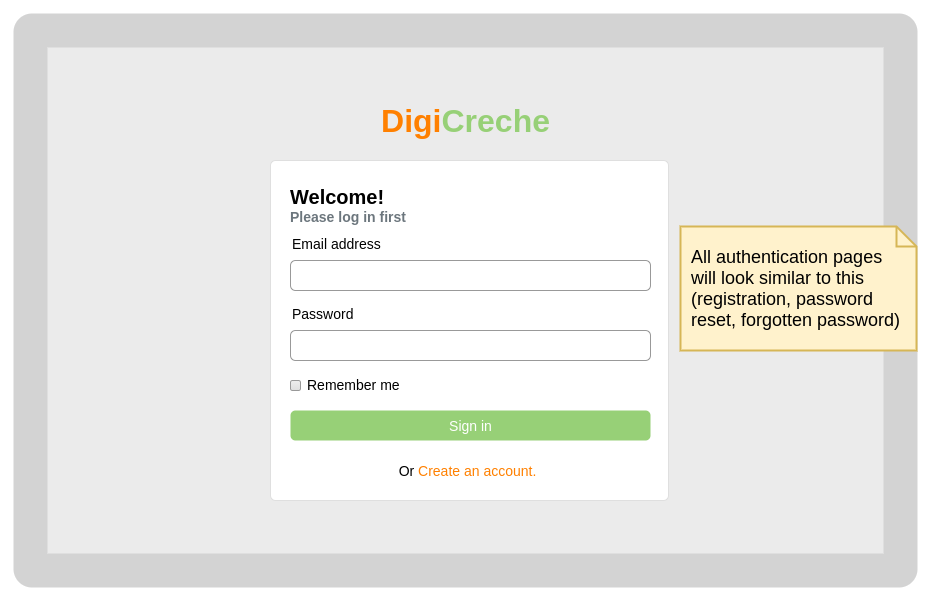 DigiCreche
Welcome!
Please log in first
Email address
Password
Remember me
Sign in
Or Create an account.
All authentication pages
will look similar to this
(registration, password
reset, forgotten password)